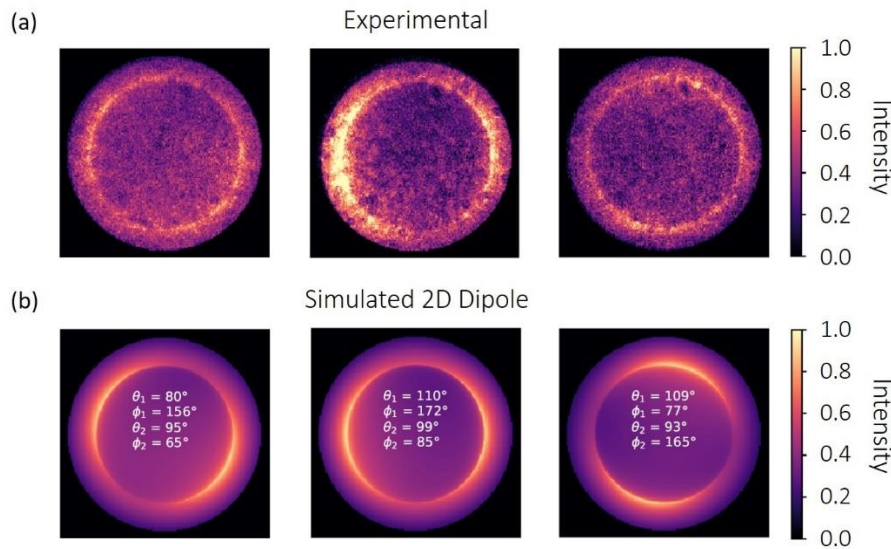 (a)
Experimental
1.0
0.8
0.6
0.4
0.2
0.0
Intensity
(b)
Simulated 2D Dipole
θ₁ = 80°
ϕ₁ = 156°
θ₂ = 95°
ϕ₂ = 65°
θ₁ = 110°
ϕ₁ = 172°
θ₂ = 99°
ϕ₂ = 85°
θ₁ = 109°
ϕ₁ = 77°
θ₂ = 93°
ϕ₂ = 165°
1.0
0.8
0.6
0.4
0.2
0.0
Intensity